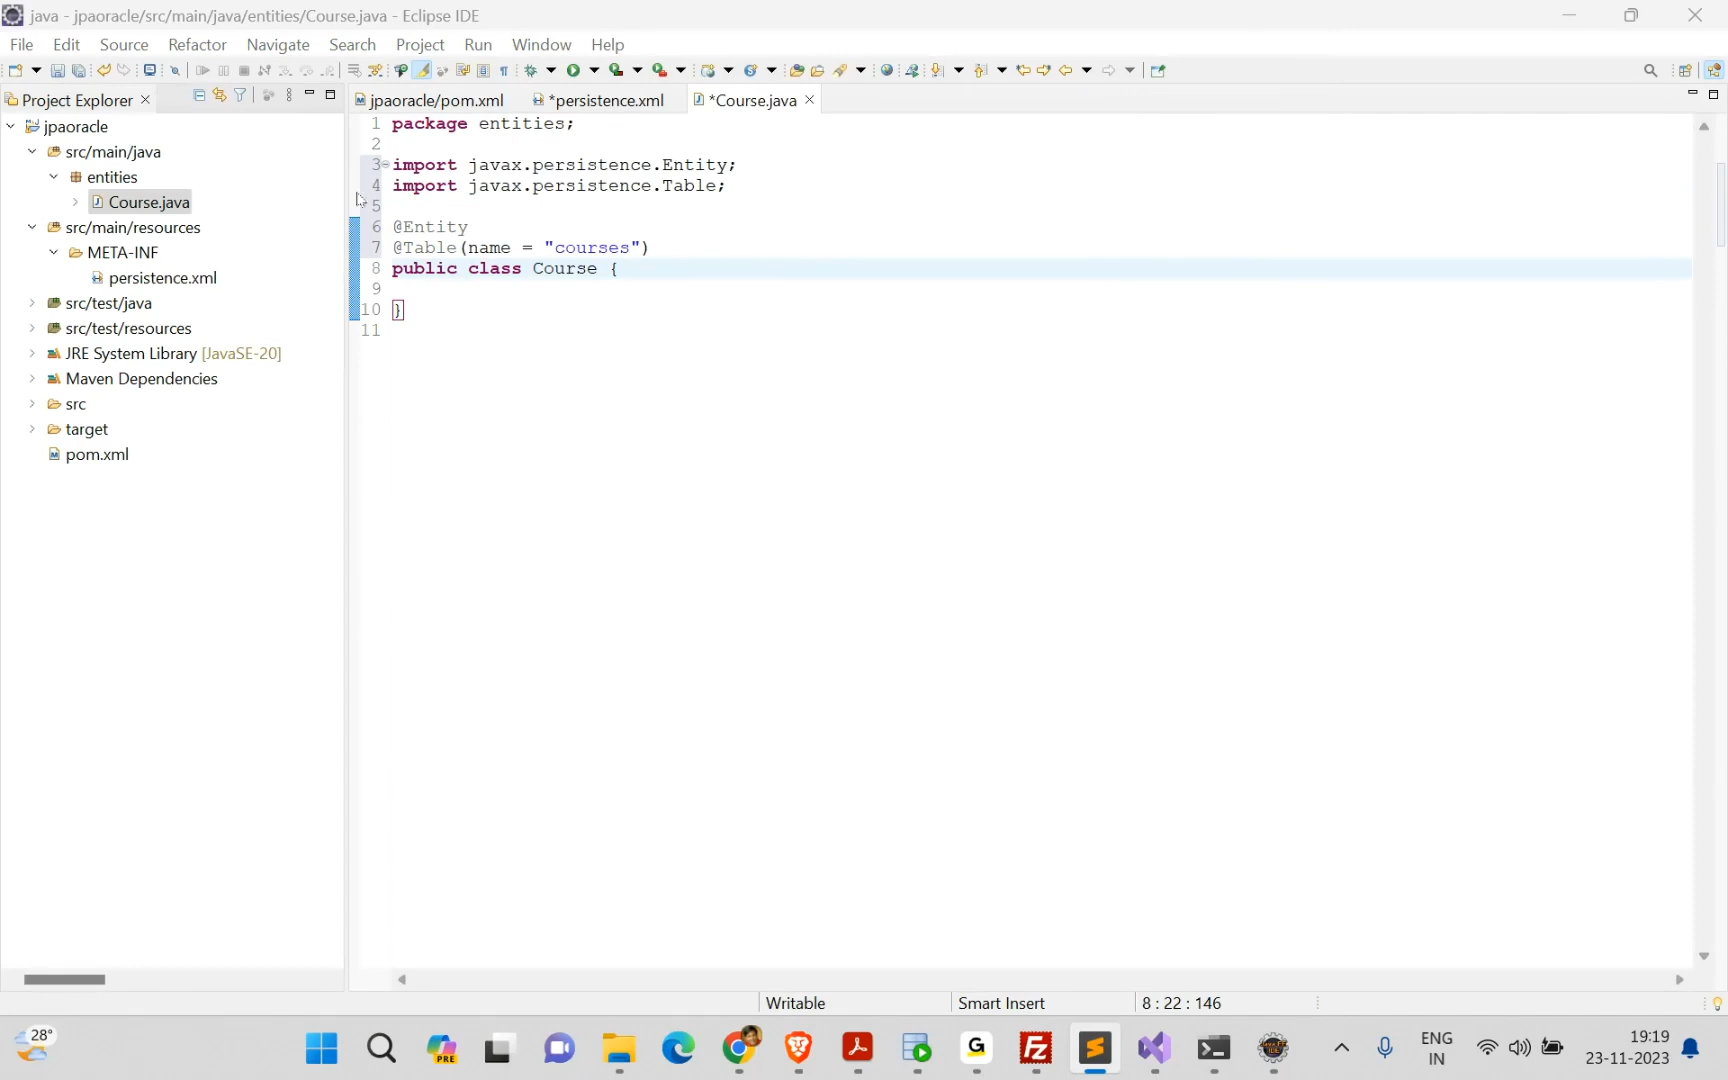 java - jpaoracle/src/main/java/entities/Course.java - Eclipse IDE
File Edit Source Refactor Navigate Search Project Run Window Help
Project Explorer
jpaoracle/pom.xml *persistence.xml *Course.java
jpaoracle
src/main/java
entities
Course.java
src/main/resources
META-INF
persistence.xml
src/test/java
src/test/resources
JRE System Library [JavaSE-20]
Maven Dependencies
src
target
pom.xml
1 package entities;
2
3 import javax.persistence.Entity;
4 import javax.persistence.Table;
5
6 @Entity
7 @Table(name = "courses")
8 public class Course {
9
10 }
11
Writable Smart Insert 8 : 22 : 146
28°
PRE
G
Fz
ENG
IN
19:19
23-11-2023